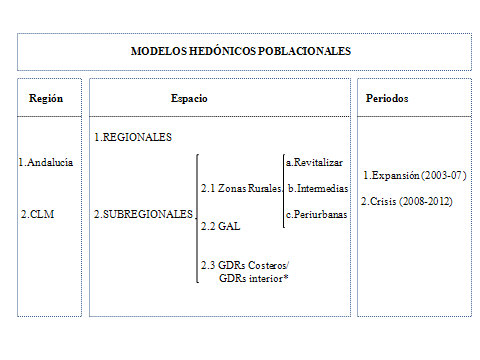 MODELOS HEDÓNICOS POBLACIONALES
Región
Espacio
Periodos
1.Andalucía
2.CLM
1.REGIONALES
2.SUBREGIONALES
2.1 Zonas Rurales
a.Revitalizar
b.Intermedias
c.Periurbanas
2.2 GAL
2.3 GDRs Costeros/
GDRs interior*
1.Expansión (2003-07)
2.Crisis (2008-2012)